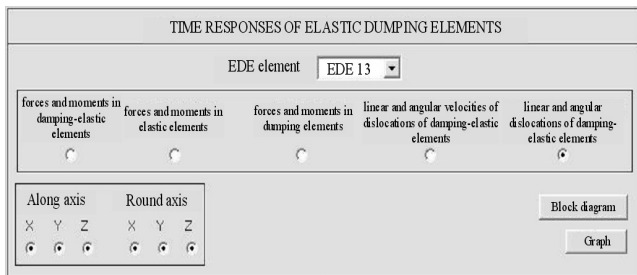 TIME RESPONSES OF ELASTIC DUMPING ELEMENTS
EDE element EDE 13
forces and moments in
damping-elastic
elements
forces and moments in
elastic elements
forces and moments in
dumping elements
linear and angular velocities of
dislocations of damping-elastic
elements
linear and angular
dislocations of damping-
elastic elements
Along axis Round axis
X Y Z X Y Z
Block diagram
Graph